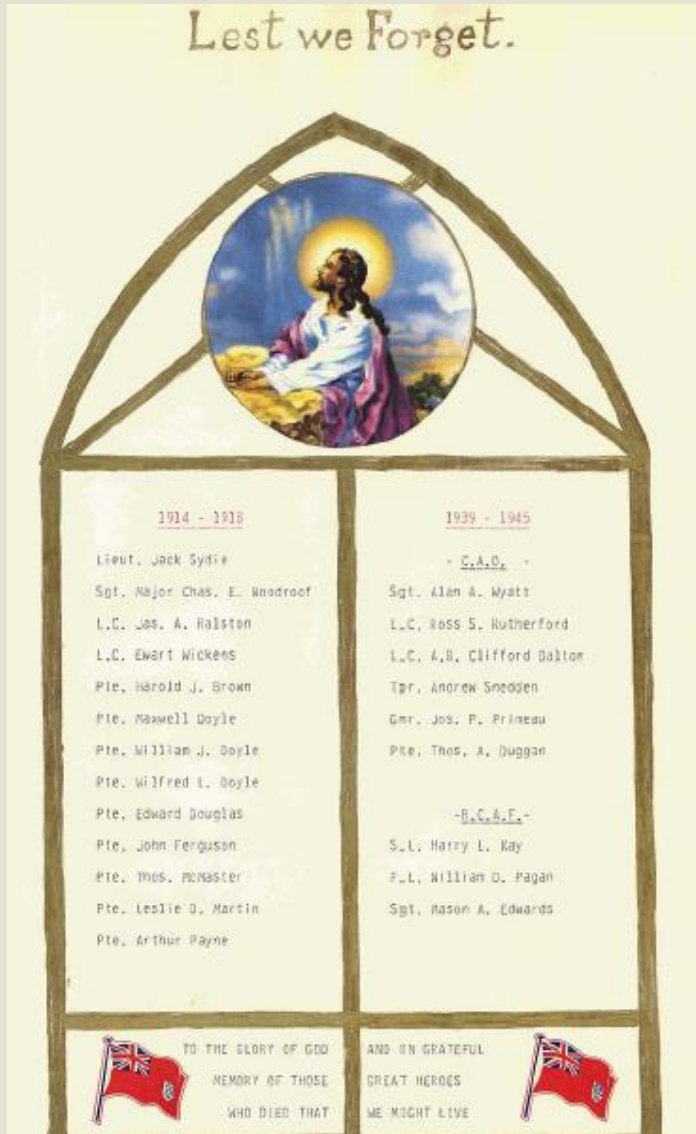 Lest we Forget.
1914 - 1918
Lieut. Jack Sydie
Sgt. Major Chas. E. Woodroof
L.C. Jas. A. Ralston
L.C. Ewart Wickens
Pte. Harold J. Brown
Pte. Maxwell Doyle
Pte. William J. Doyle
Pte. Wilfred L. Doyle
Pte. Edward Douglas
Pte. John Ferguson
Pte. Thos. McMaster
Pte. Leslie D. Martin
Pte. Arthur Payne
1939 - 1945
- C.A.O. -
Sgt. Alan A. Wyatt
L.C. Ross S. Rutherford
L.C. A.B. Clifford Dalton
Tpr. Andrew Smedden
Gnr. Jos. P. Primeau
Pte. Thos. A. Duggan
-R.C.A.F.-
S.L. Harry L. Kay
F.L. William D. Pagan
Sgt. Mason A. Edwards
TO THE GLORY OF GOD AND IN GRATEFUL
MEMORY OF THOSE GREAT HEROES
WHO DIED THAT WE MIGHT LIVE